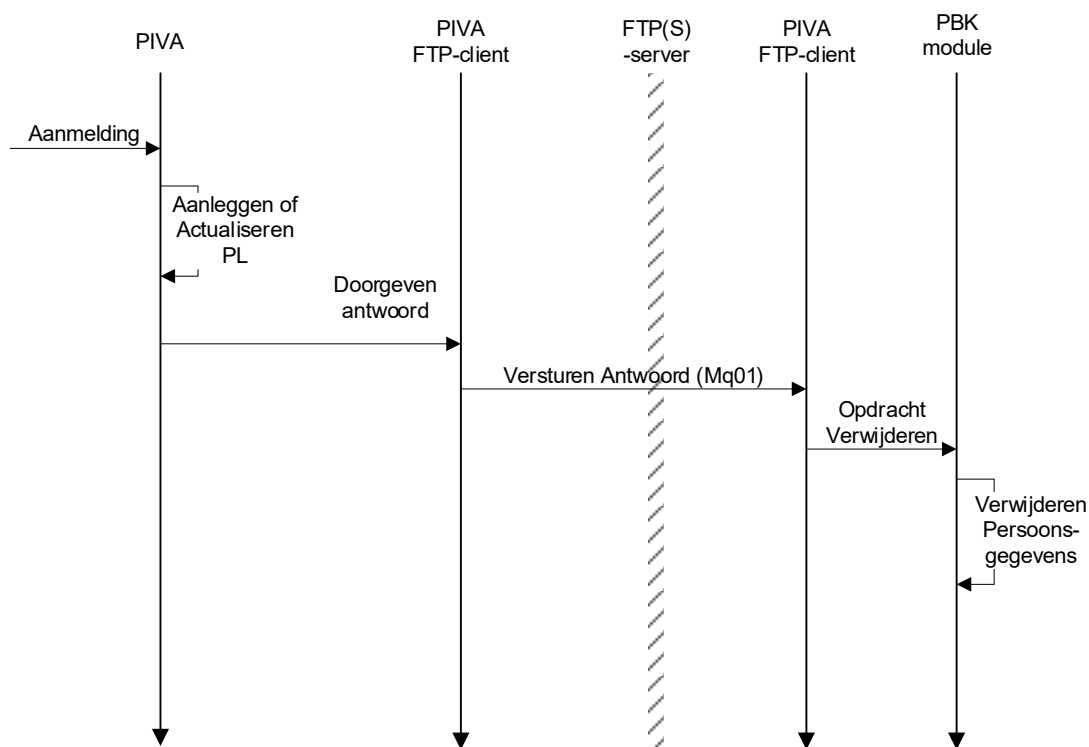 PIVA
PIVA
FTP-client
FTP(S)
-server
PIVA
FTP-client
PBK
module
Aanmelding
Aanleggen of
Actualiseren
PL
Doorgeven
antwoord
Versturen Antwoord (Mq01)
Opdracht
Verwijderen
Verwijderen
Persoons-
gegevens